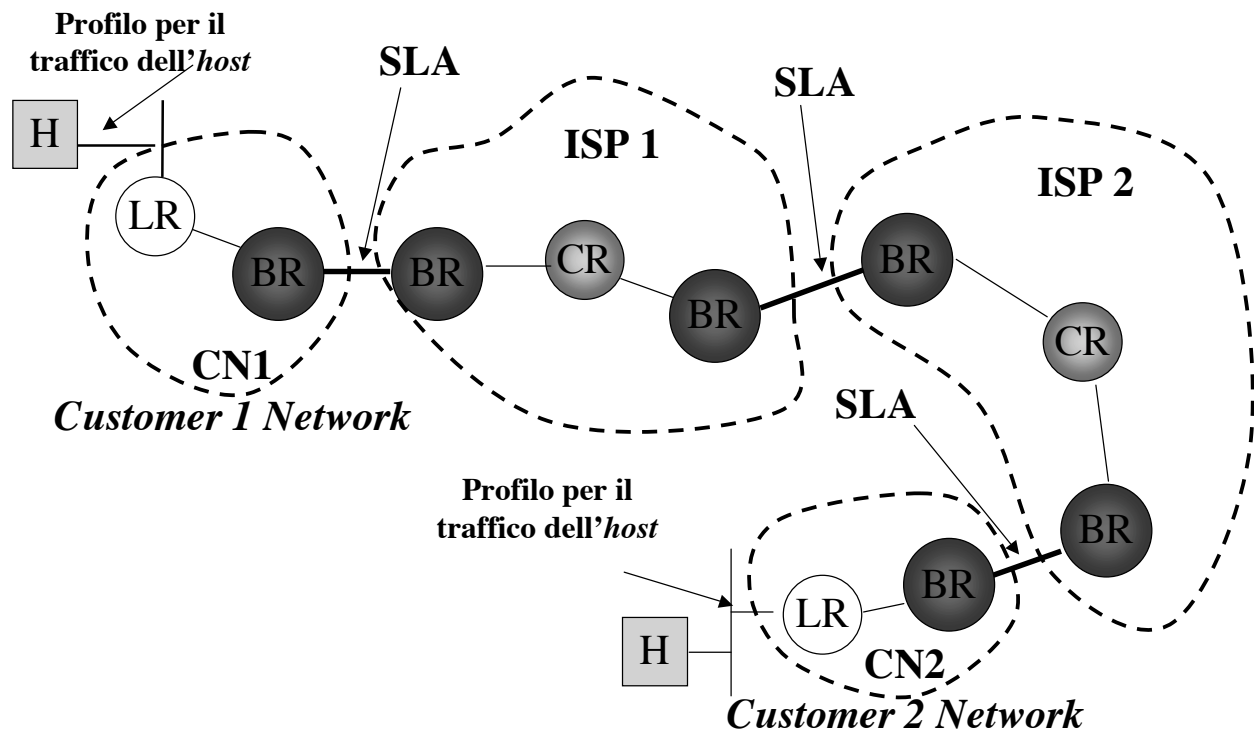 Profilo per il
traffico dell'host
SLA
SLA
H
ISP 1
ISP 2
LR
BR
BR
CR
BR
BR
CR
CN1
Customer 1 Network
SLA
Profilo per il
traffico dell'host
BR
BR
LR
H
CN2
Customer 2 Network